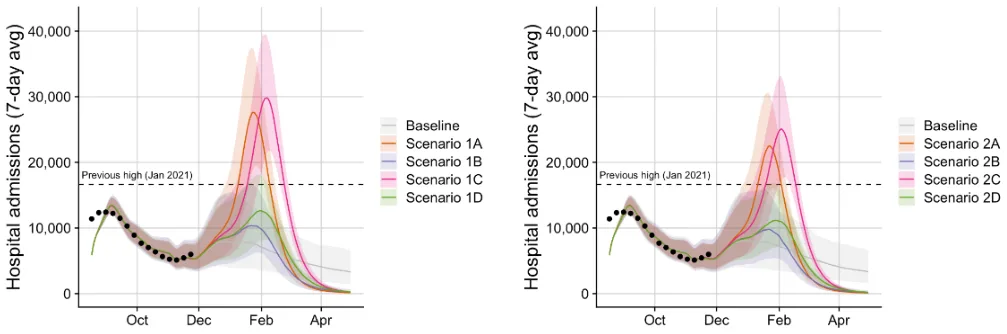 Hospital admissions (7-day avg)
40,000
30,000
20,000
10,000
0
Previous high (Jan 2021)
Oct
Dec
Feb
Apr
Baseline
Scenario 1A
Scenario 1B
Scenario 1C
Scenario 1D
Hospital admissions (7-day avg)
40,000
30,000
20,000
10,000
0
Previous high (Jan 2021)
Oct
Dec
Feb
Apr
Baseline
Scenario 2A
Scenario 2B
Scenario 2C
Scenario 2D